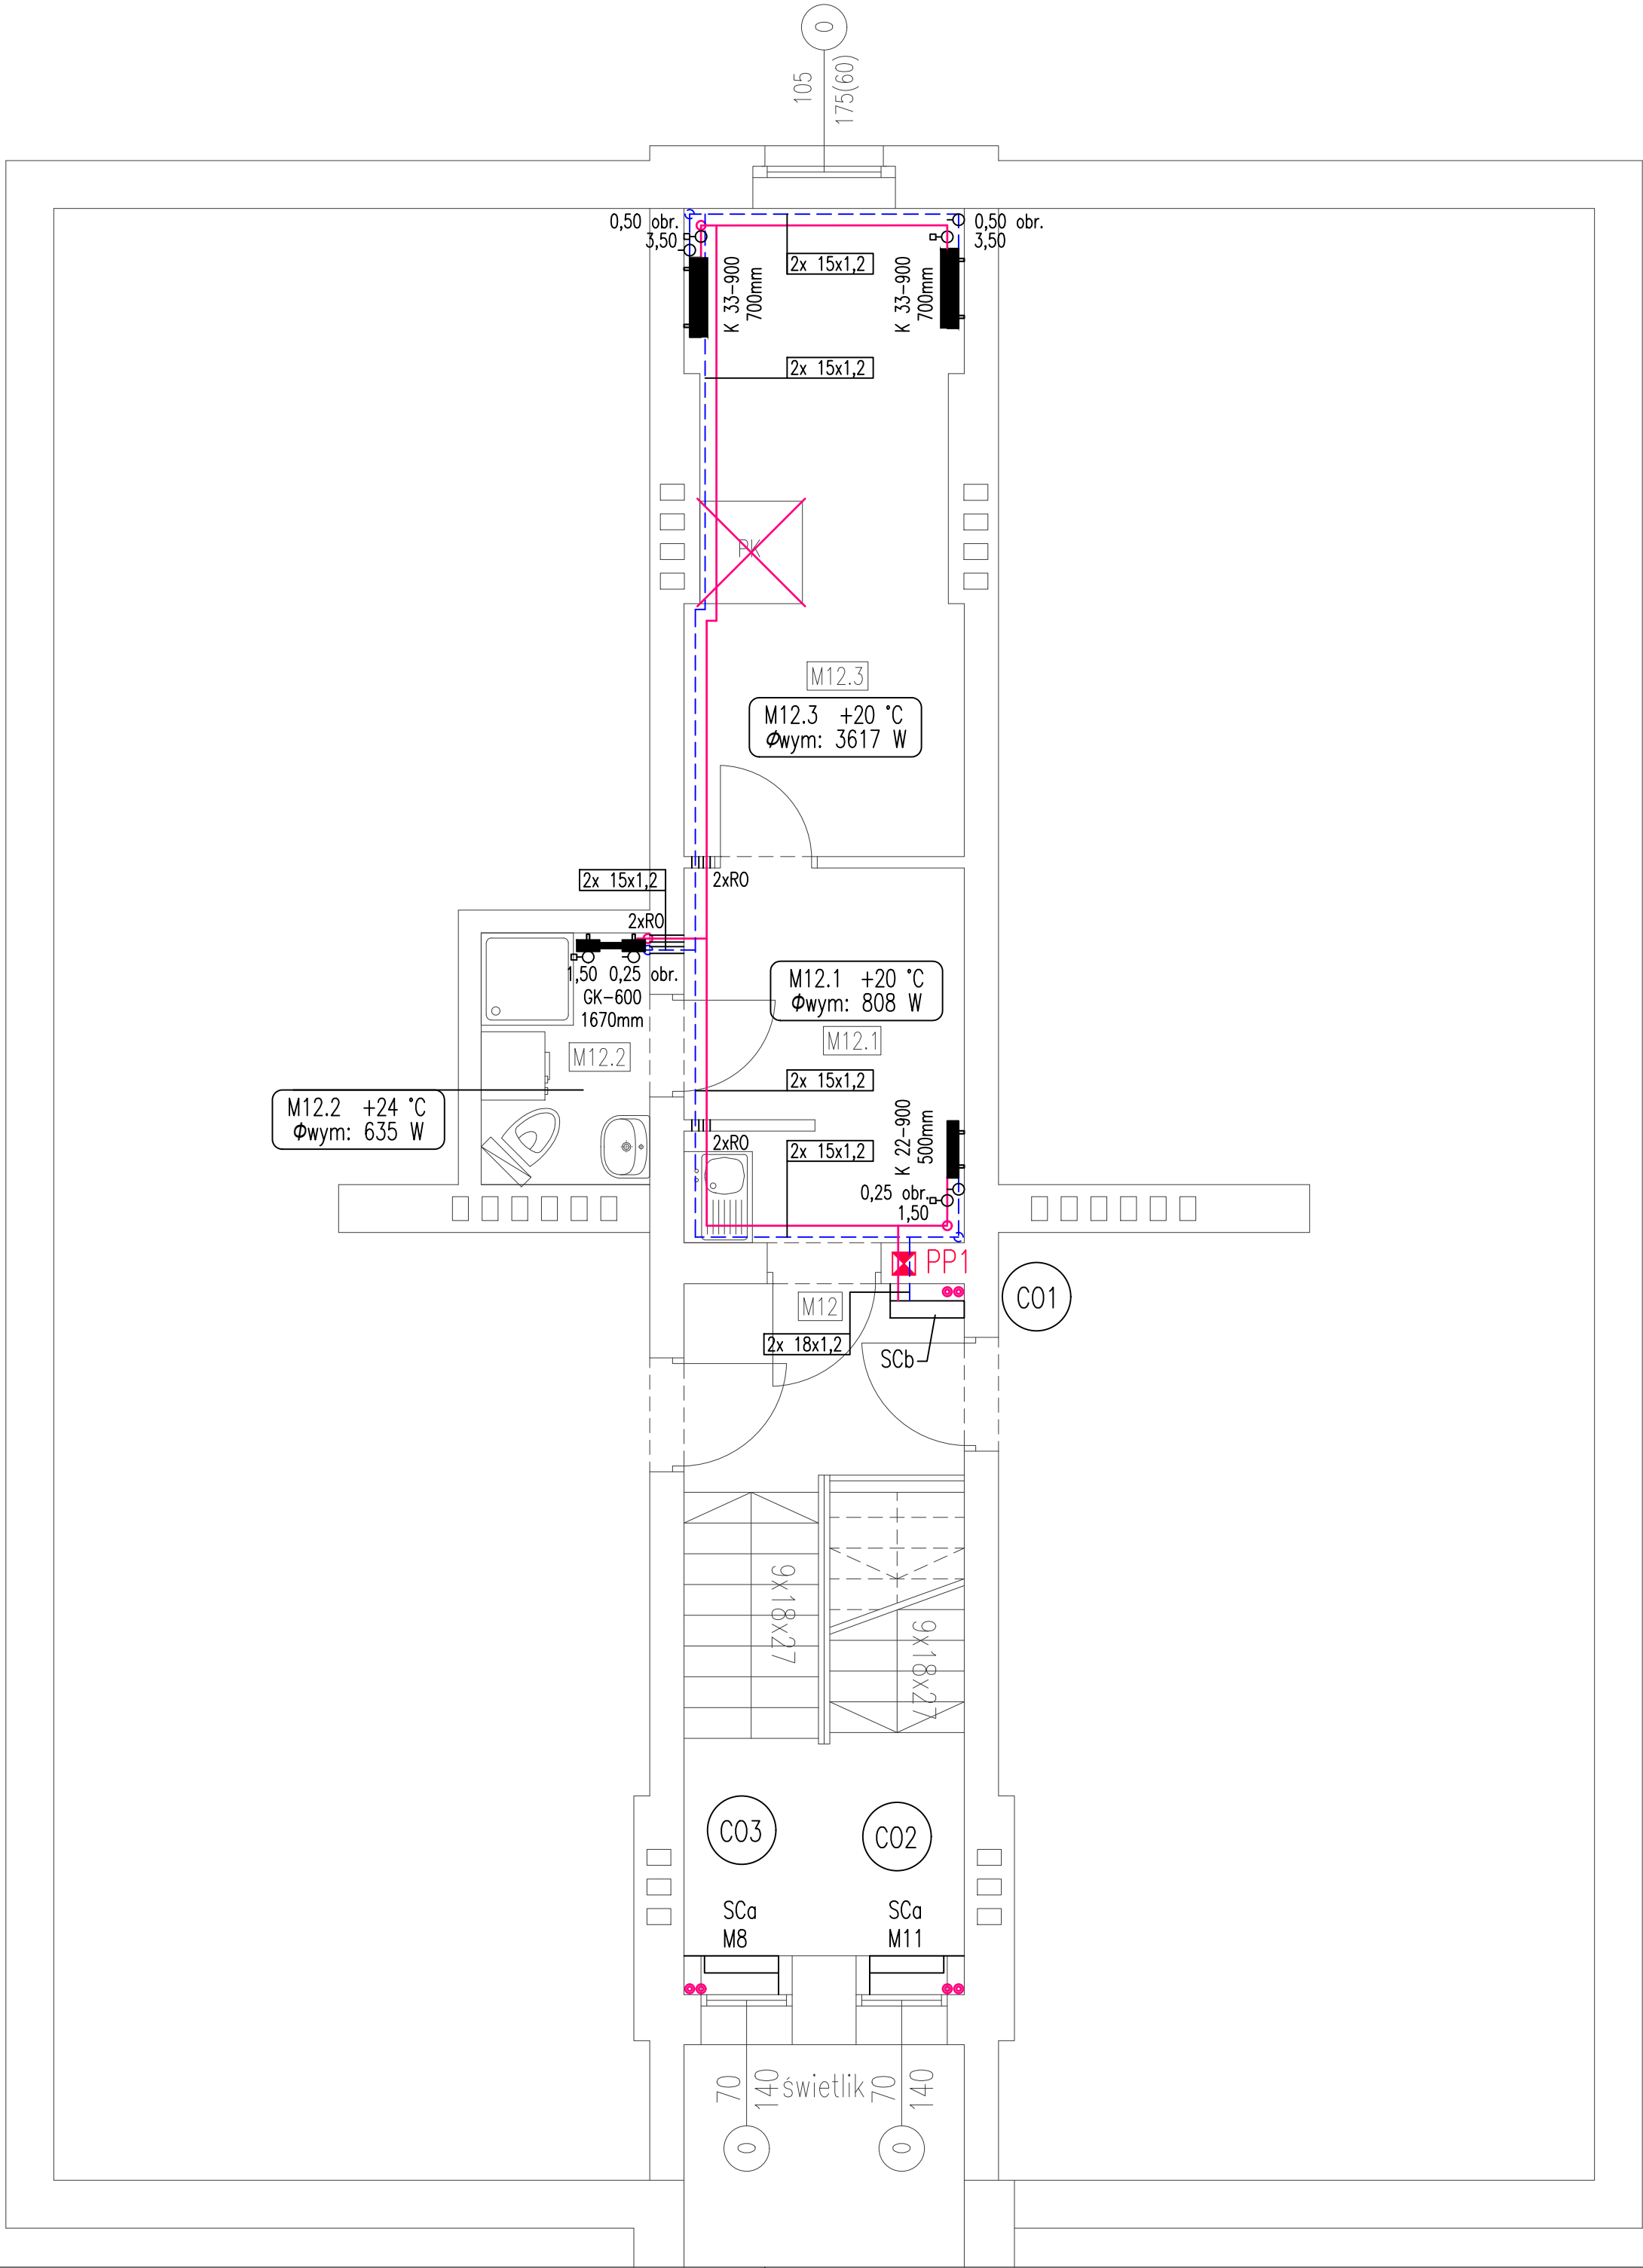 0
105
175(60)
0,50 obr.
3,50
0,50 obr.
3,50
2x 15x1,2
K 33-900
700mm
K 33-900
700mm
2x 15x1,2
PK
M12.3
M12.3 +20 °C
Φwym: 3617 W
2x 15x1,2
2xRO
2xRO
1,50 0,25 obr.
GK-600
1670mm
M12.1 +20 °C
Φwym: 808 W
M12.1
M12.2
2x 15x1,2
M12.2 +24 °C
Φwym: 635 W
K 22-900
500mm
2xRO
2x 15x1,2
0,25 obr.
1,50
PP1
M12
CO1
2x 18x1,2
SCb
9x18x27
9x18x27
CO3
CO2
SCa
M8
SCa
M11
70
140
świetlik
70
140
0
0